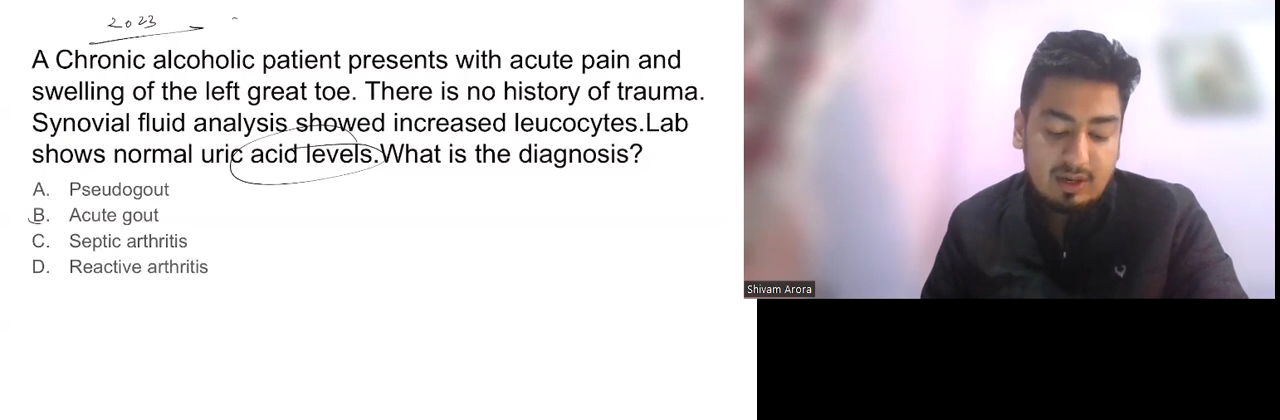 2023
A Chronic alcoholic patient presents with acute pain and
swelling of the left great toe. There is no history of trauma.
Synovial fluid analysis showed increased leucocytes.Lab
shows normal uric acid levels.What is the diagnosis?
A. Pseudogout
B. Acute gout
C. Septic arthritis
D. Reactive arthritis
Shivam Arora